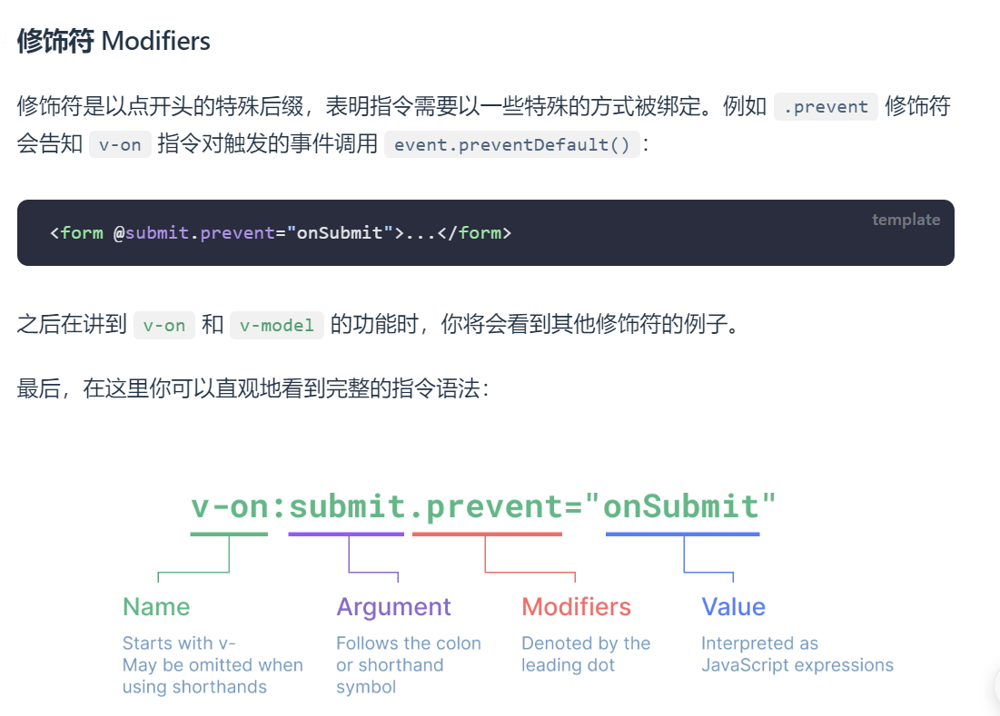 修饰符 Modifiers
修饰符是以点开头的特殊后缀，表明指令需要以一些特殊的方式被绑定。例如 .prevent 修饰符
会告知 v-on 指令对触发的事件调用 event.preventDefault()：
template
<form @submit.prevent="onSubmit">...</form>
之后在讲到 v-on 和 v-model 的功能时，你将会看到其他修饰符的例子。
最后，在这里你可以直观地看到完整的指令语法：
v-on:submit.prevent="onSubmit"
Name
Starts with v-
May be omitted when
using shorthands
Argument
Follows the colon
or shorthand
symbol
Modifiers
Denoted by the
leading dot
Value
Interpreted as
JavaScript expressions